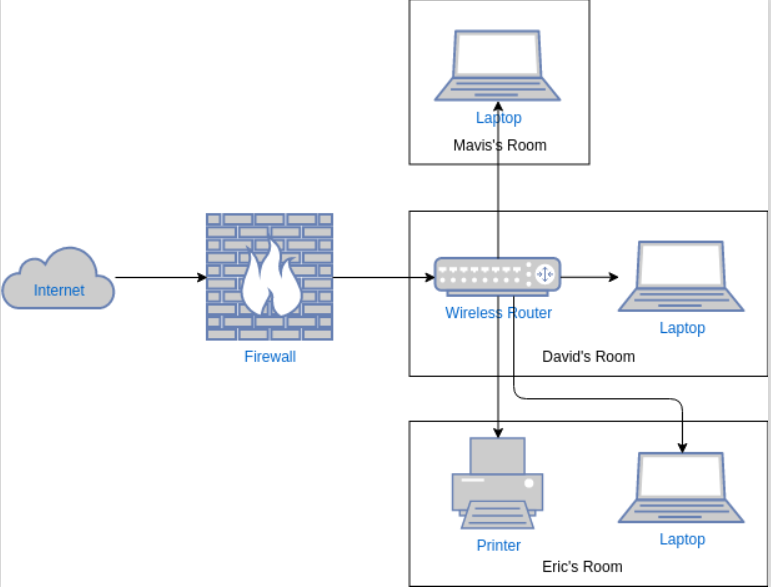 Laptop
Mavis's Room
Internet
Firewall
Wireless Router
Laptop
David's Room
Printer
Laptop
Eric's Room